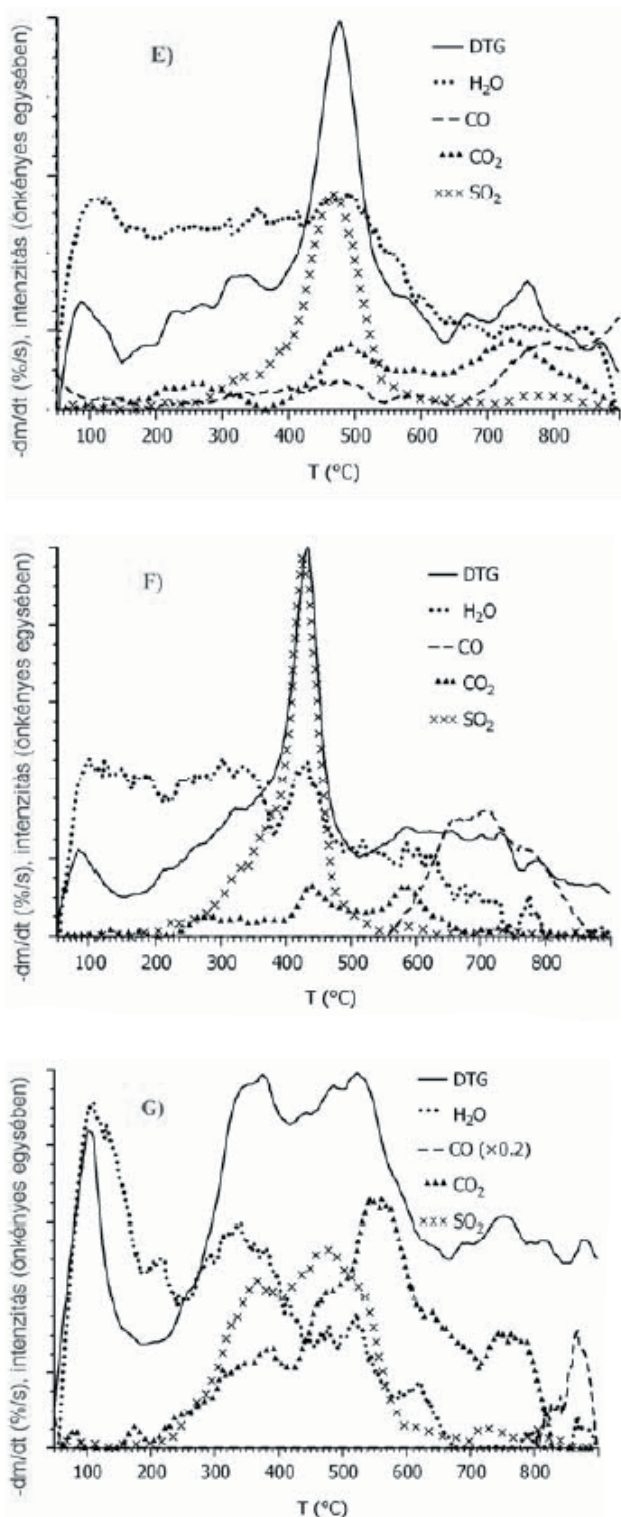 E)
DTG
H₂O
CO
CO₂
SO₂
-dm/dt (%/s), intenzitás (önkényes egységben)
100 200 300 400 500 600 700 800
T (°C)
F)
DTG
H₂O
CO
CO₂
SO₂
-dm/dt (%/s), intenzitás (önkényes egységben)
100 200 300 400 500 600 700 800
T (°C)
G)
DTG
H₂O
CO (×0.2)
CO₂
SO₂
-dm/dt (%/s), intenzitás (önkényes egységben)
100 200 300 400 500 600 700 800
T (°C)